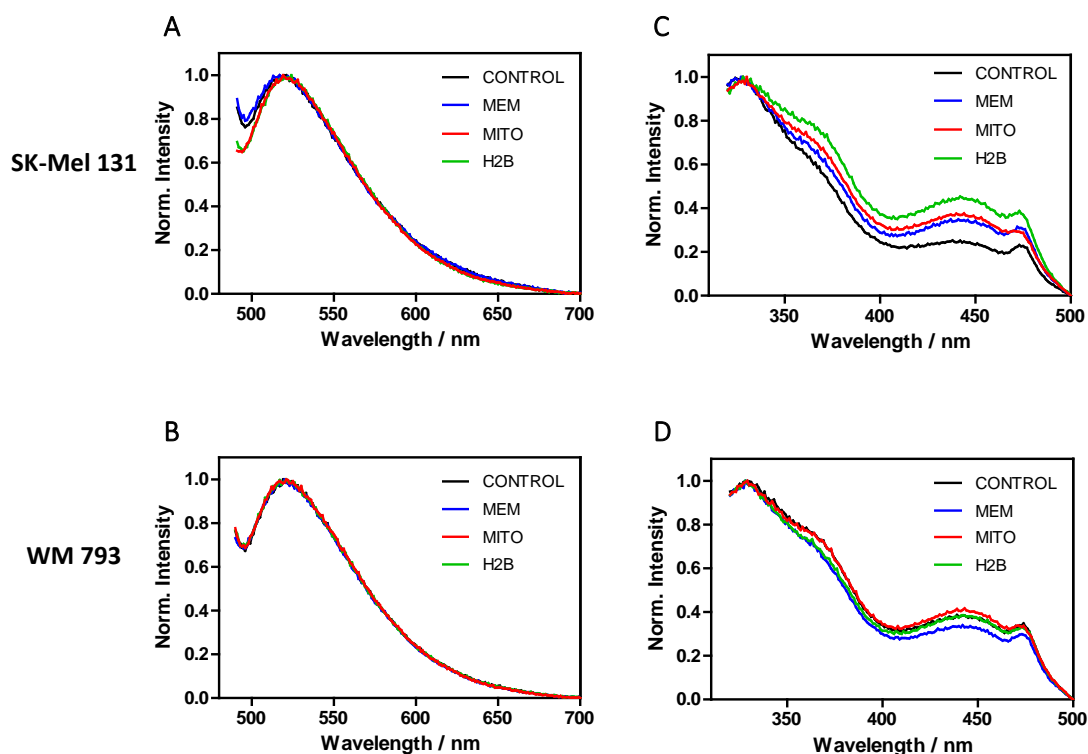 A
Norm. Intensity
1.0
0.8
0.6
0.4
0.2
0.0
500
550
600
650
700
Wavelength / nm
CONTROL
MEM
MITO
H2B
C
Norm. Intensity
1.0
0.8
0.6
0.4
0.2
0.0
350
400
450
500
Wavelength / nm
CONTROL
MEM
MITO
H2B
SK-Mel 131
B
Norm. Intensity
1.0
0.8
0.6
0.4
0.2
0.0
500
550
600
650
700
Wavelength / nm
CONTROL
MEM
MITO
H2B
D
Norm. Intensity
1.0
0.8
0.6
0.4
0.2
0.0
350
400
450
500
Wavelength / nm
CONTROL
MEM
MITO
H2B
WM 793